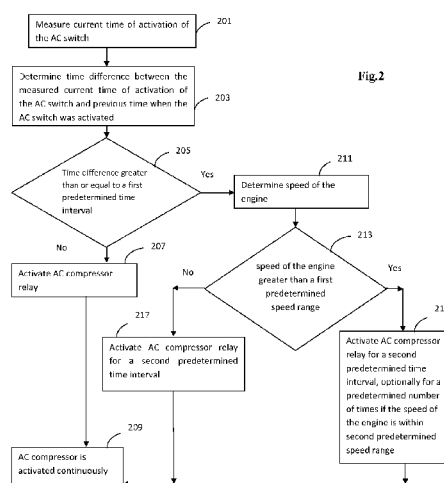 Measure current time of activation of
the AC switch
201
Determine time difference between the
measured current time of activation of
the AC switch and previous time when the
AC switch was activated
203
Fig.2
Time difference greater
than or equal to a first
predetermined time
interval
205
Yes
No
Determine speed of the
engine
211
Activate AC compressor
relay
207
speed of the engine
greater than a first
predetermined
speed range
213
No
Yes
Activate AC compressor relay
for a second predetermined
time interval
217
Activate AC compressor
relay for a second
predetermined time
interval, optionally for a
predetermined number
of times if the speed of
the engine is within
second predetermined
speed range
AC compressor is
activated continuously
209